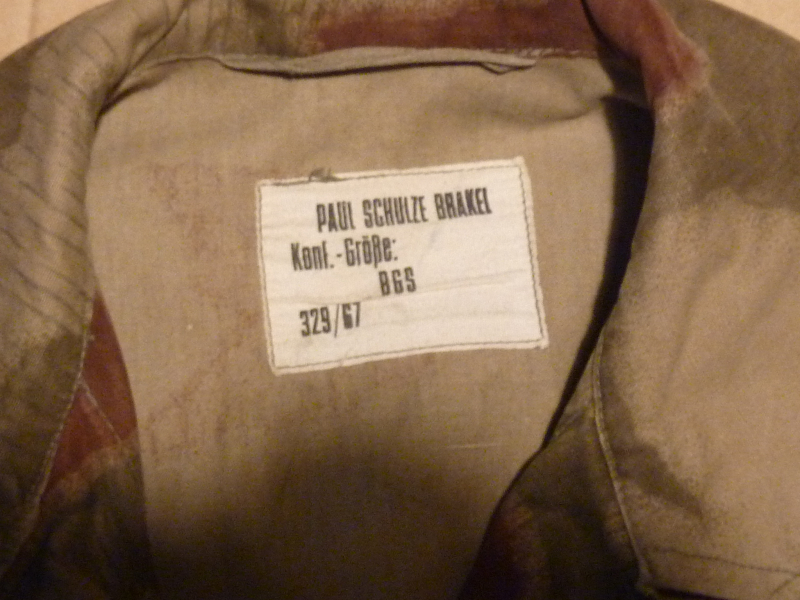 PAUL SCHULZE BRAKEL
Konf.-Größe:
BGS
329/67